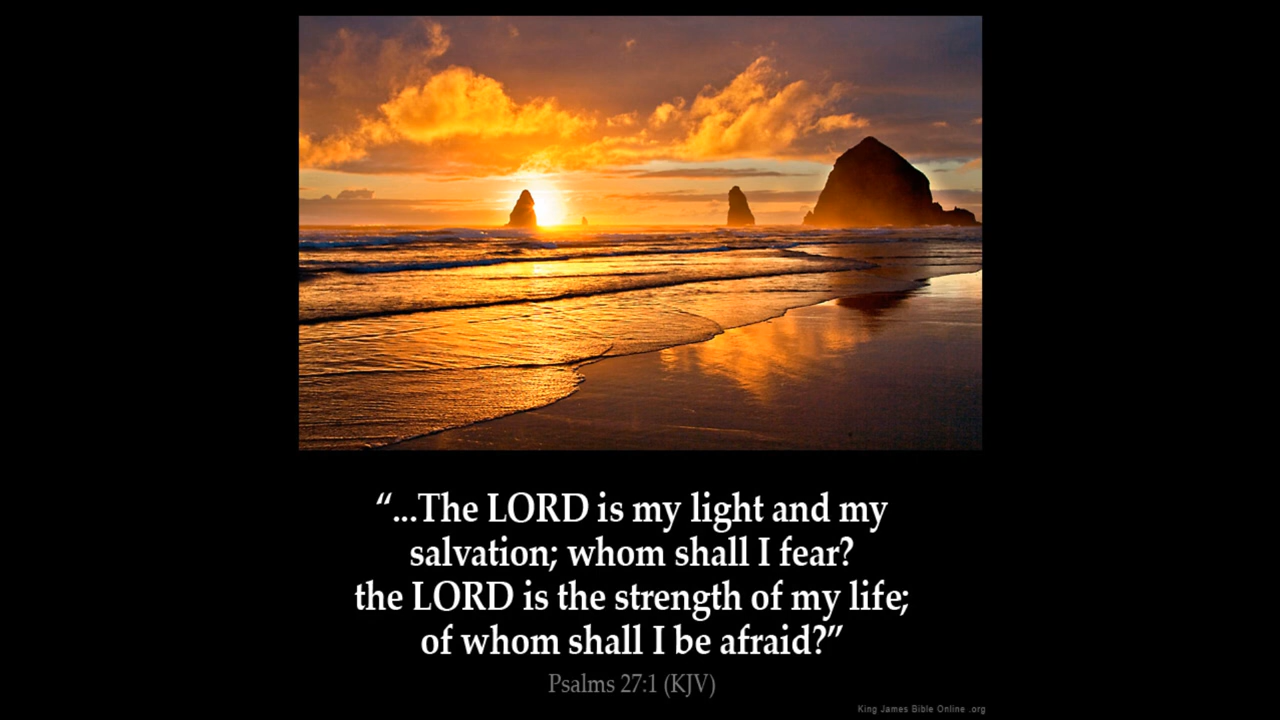 “...The LORD is my light and my
salvation; whom shall I fear?
the LORD is the strength of my life;
of whom shall I be afraid?”
Psalms 27:1 (KJV)
King James Bible Online .org